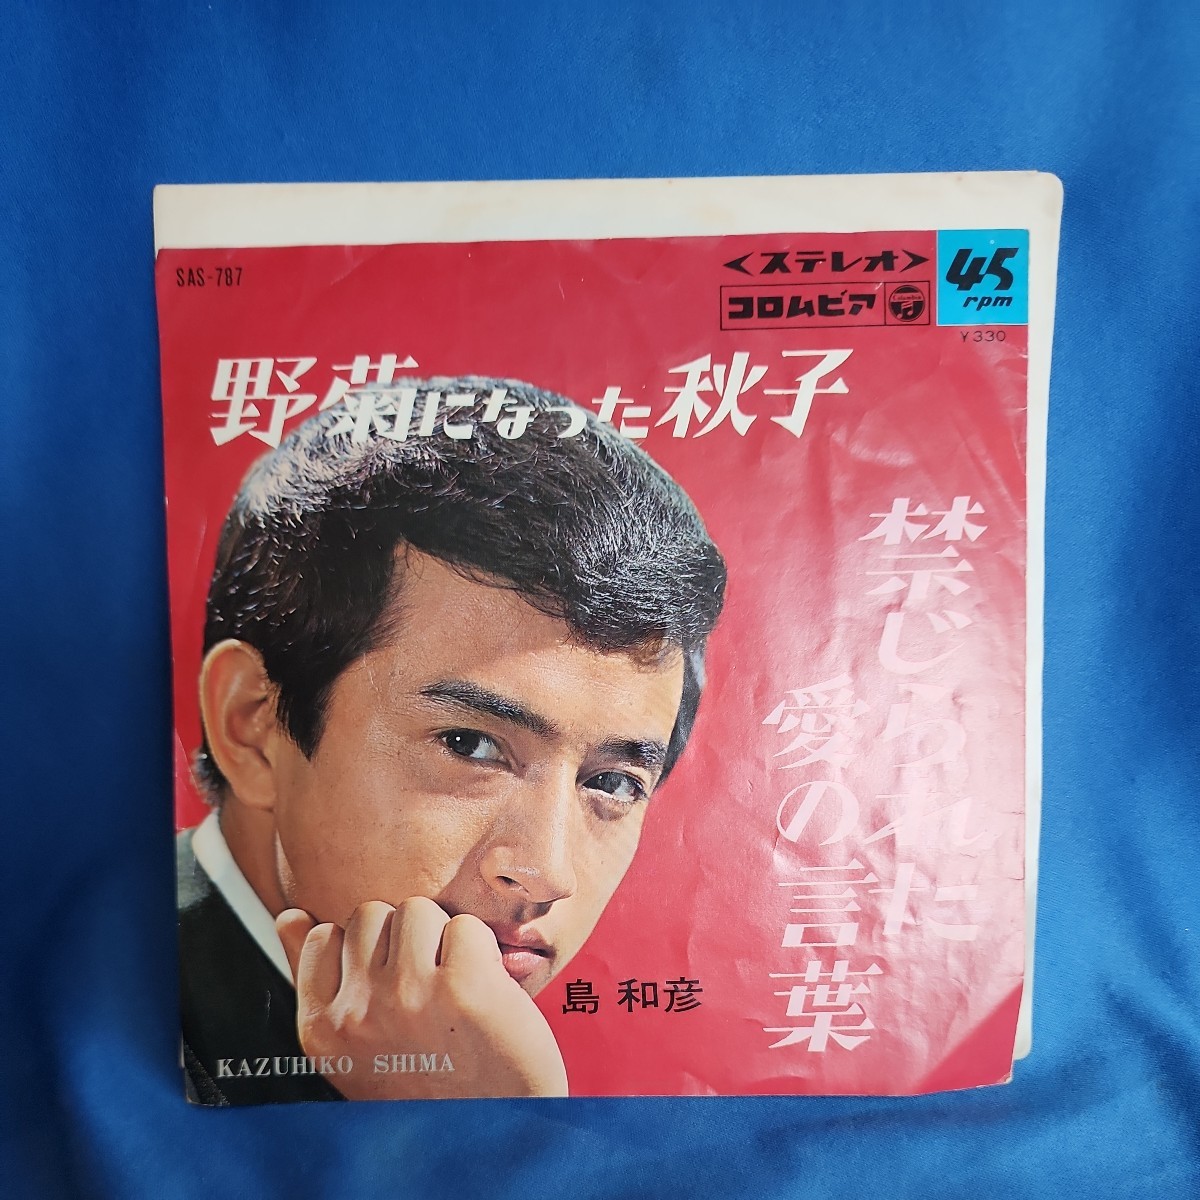 SAS-787
<ステレオ>
コロムビア
Columbia
45
rpm
¥330
野菊になった秋子
禁じられた
愛の言葉
島 和彦
KAZUHIKO SHIMA